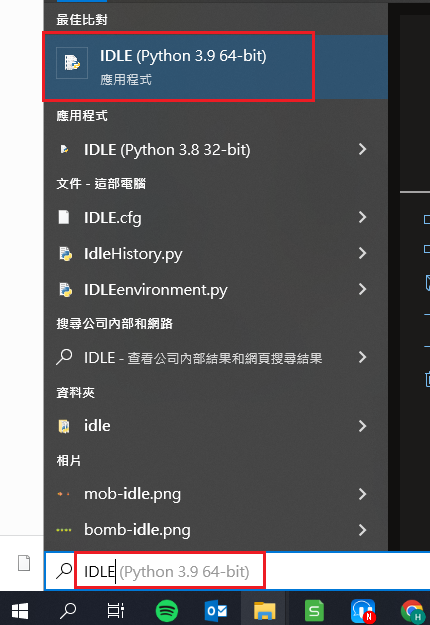 最佳比對
IDLE (Python 3.9 64-bit)
應用程式
應用程式
IDLE (Python 3.8 32-bit)
文件 - 這部電腦
IDLE.cfg
IdleHistory.py
IDLEenvironment.py
搜尋公司內部和網路
IDLE - 查看公司內部結果和網頁搜尋結果
資料夾
idle
相片
mob-idle.png
bomb-idle.png
IDLE (Python 3.9 64-bit)
S
N
H